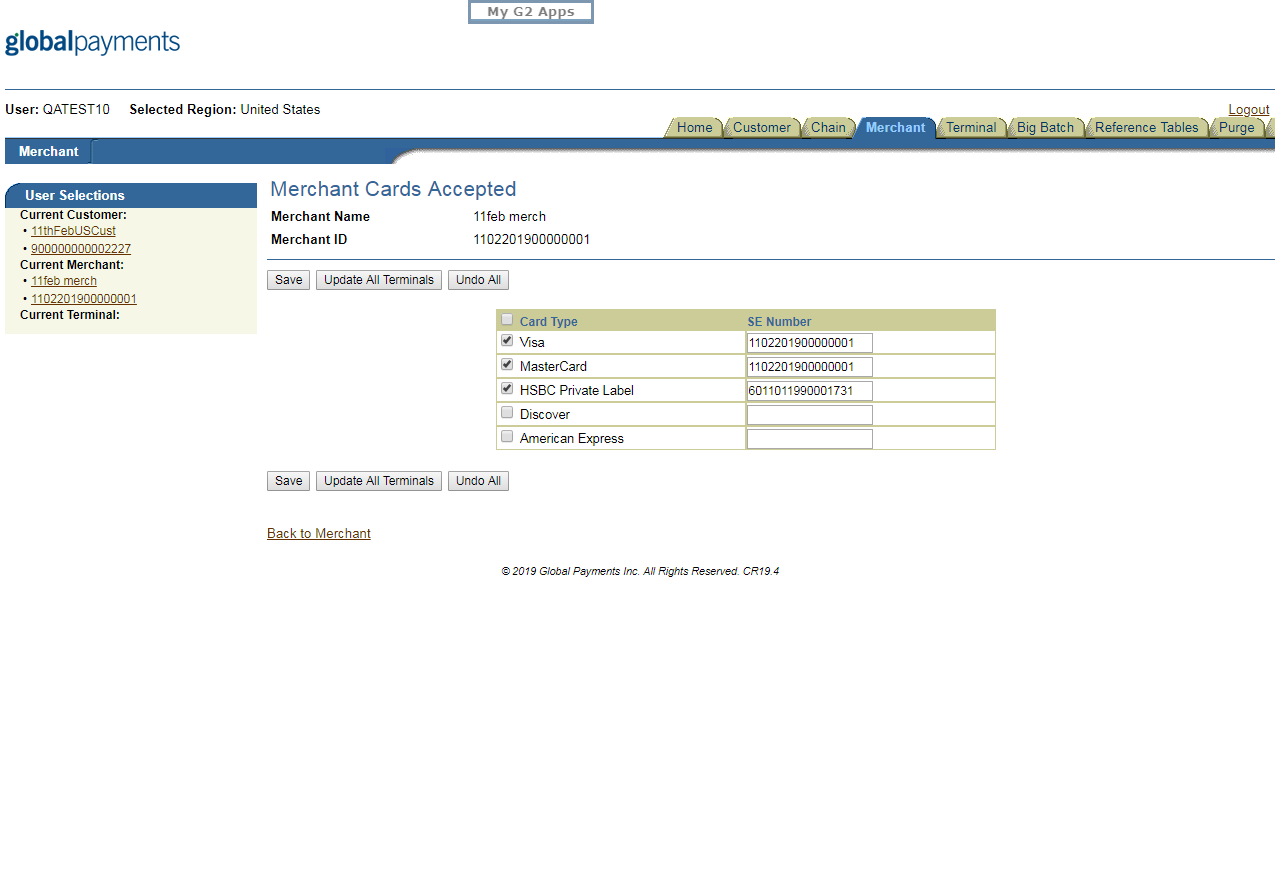 My G2 Apps
globalpayments
User: QATEST10 Selected Region: United States
Logout
Home Customer Chain Merchant Terminal Big Batch Reference Tables Purge
Merchant
User Selections
Current Customer:
• 11thFebUSCust
• 900000000002227
Current Merchant:
• 11feb merch
• 1102201900000001
Current Terminal:
Merchant Cards Accepted
Merchant Name 11feb merch
Merchant ID 1102201900000001
Save Update All Terminals Undo All
Card Type SE Number
Visa 1102201900000001
MasterCard 1102201900000001
HSBC Private Label 6011011990001731
Discover
American Express
Save Update All Terminals Undo All
Back to Merchant
© 2019 Global Payments Inc. All Rights Reserved. CR19.4